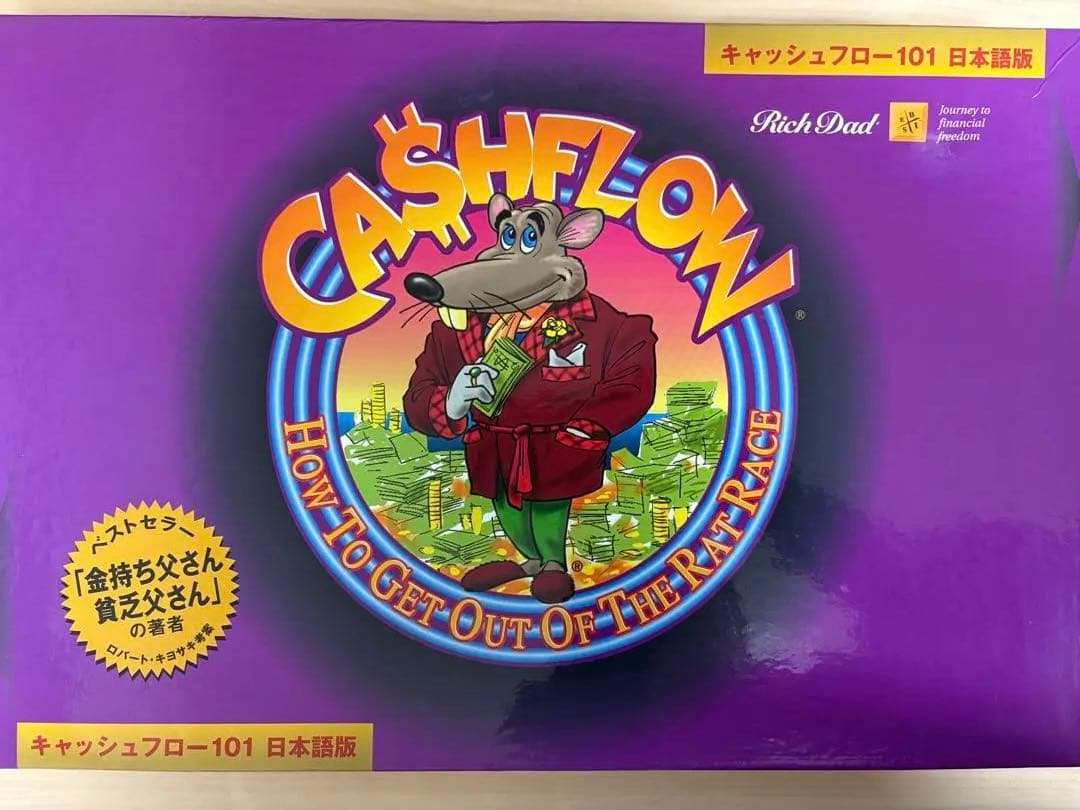 キャッシュフロー101 日本語版
Rich Dad
E B S I
Journey to
financial
freedom
CA$HFLOW
®
HOW TO GET OUT OF THE RAT RACE
®
ベストセラー
「金持ち父さん
貧乏父さん」
の著者
ロバート・キヨサキ考案
キャッシュフロー101 日本語版